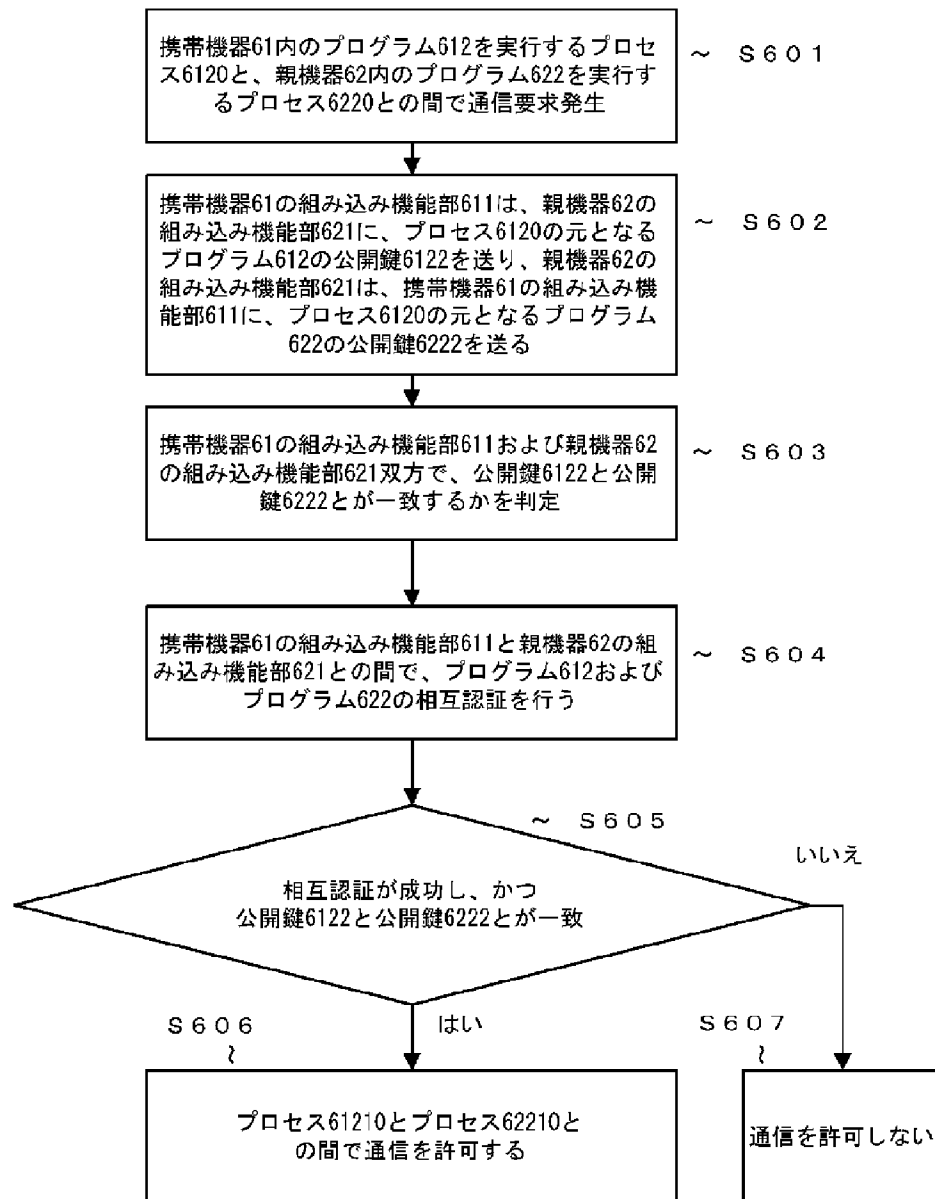 携帯機器61内のプログラム612を実行するプロセ
ス6120と、親機器62内のプログラム622を実行す
るプロセス6220との間で通信要求発生
～ S601
携帯機器61の組み込み機能部611は、親機器62の
組み込み機能部621に、プロセス6120の元となる
プログラム612の公開鍵6122を送り、親機器62の
組み込み機能部621は、携帯機器61の組み込み機
能部611に、プロセス6120の元となるプログラム
622の公開鍵6222を送る
～ S602
携帯機器61の組み込み機能部611および親機器62
の組み込み機能部621双方で、公開鍵6122と公開
鍵6222とが一致するかを判定
～ S603
携帯機器61の組み込み機能部611と親機器62の組
み込み機能部621との間で、プログラム612および
プログラム622の相互認証を行う
～ S604
～ S605
いいえ
相互認証が成功し、かつ
公開鍵6122と公開鍵6222とが一致
S606
～
はい
S607
～
プロセス61210とプロセス62210と
の間で通信を許可する
通信を許可しない